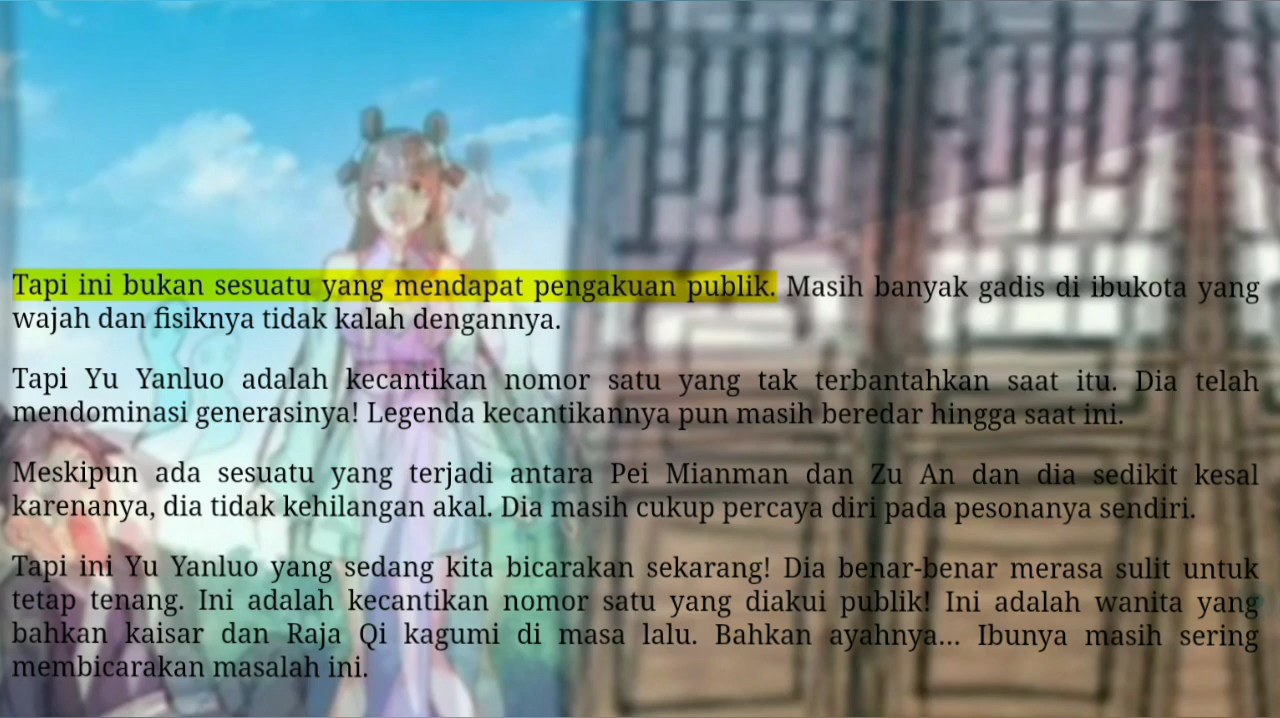 Tapi ini bukan sesuatu yang mendapat pengakuan publik. Masih banyak gadis di ibukota yang
wajah dan fisiknya tidak kalah dengannya.
Tapi Yu Yanluo adalah kecantikan nomor satu yang tak terbantahkan saat itu. Dia telah
mendominasi generasinya! Legenda kecantikannya pun masih beredar hingga saat ini.
Meskipun ada sesuatu yang terjadi antara Pei Mianman dan Zu An dan dia sedikit kesal
karenanya, dia tidak kehilangan akal. Dia masih cukup percaya diri pada pesonanya sendiri.
Tapi ini Yu Yanluo yang sedang kita bicarakan sekarang! Dia benar-benar merasa sulit untuk
tetap tenang. Ini adalah kecantikan nomor satu yang diakui publik! Ini adalah wanita yang
bahkan kaisar dan Raja Qi kagumi di masa lalu. Bahkan ayahnya... Ibunya masih sering
membicarakan masalah ini.